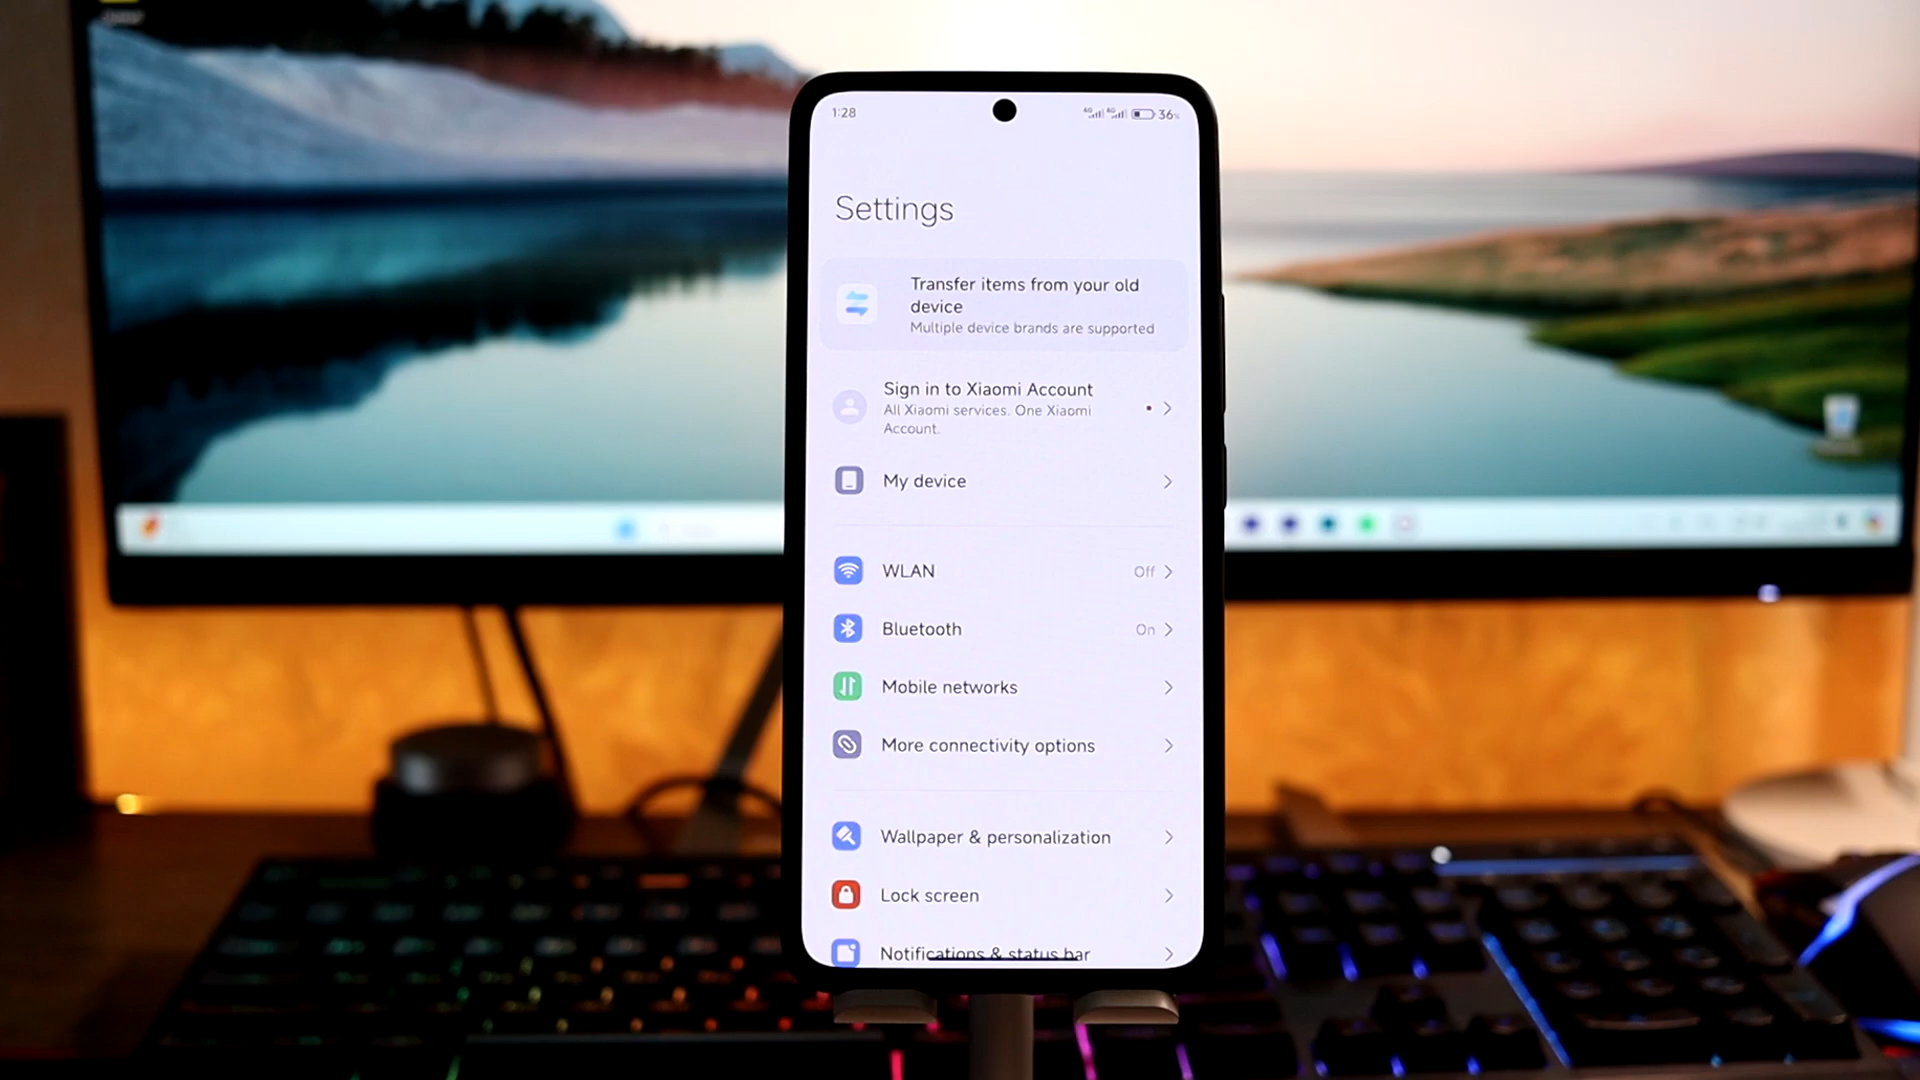 1:28
4G 4G 36%
Settings
Transfer items from your old
device
Multiple device brands are supported
Sign in to Xiaomi Account
All Xiaomi services. One Xiaomi
Account.
My device
WLAN Off
Bluetooth On
Mobile networks
More connectivity options
Wallpaper & personalization
Lock screen
Notifications & status bar